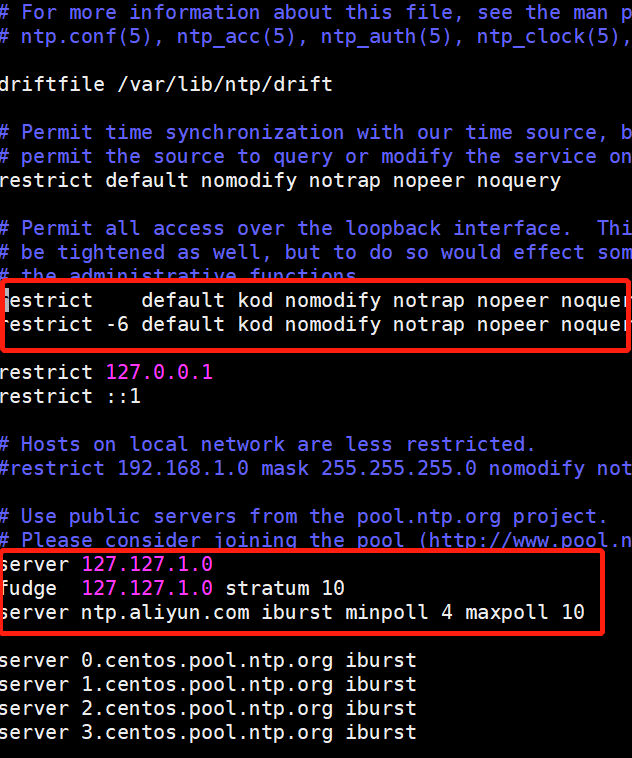 # For more information about this file, see the man p
# ntp.conf(5), ntp_acc(5), ntp_auth(5), ntp_clock(5),
driftfile /var/lib/ntp/drift
# Permit time synchronization with our time source, b
# permit the source to query or modify the service on
restrict default nomodify notrap nopeer noquery
# Permit all access over the loopback interface.  Thi
# be tightened as well, but to do so would effect som
# the administrative functions
restrict    default kod nomodify notrap nopeer noquer
restrict -6 default kod nomodify notrap nopeer noquer
restrict 127.0.0.1
restrict ::1
# Hosts on local network are less restricted.
#restrict 192.168.1.0 mask 255.255.255.0 nomodify not
# Use public servers from the pool.ntp.org project.
# Please consider joining the pool (http://www.pool.n
server 127.127.1.0
fudge  127.127.1.0 stratum 10
server ntp.aliyun.com iburst minpoll 4 maxpoll 10
server 0.centos.pool.ntp.org iburst
server 1.centos.pool.ntp.org iburst
server 2.centos.pool.ntp.org iburst
server 3.centos.pool.ntp.org iburst